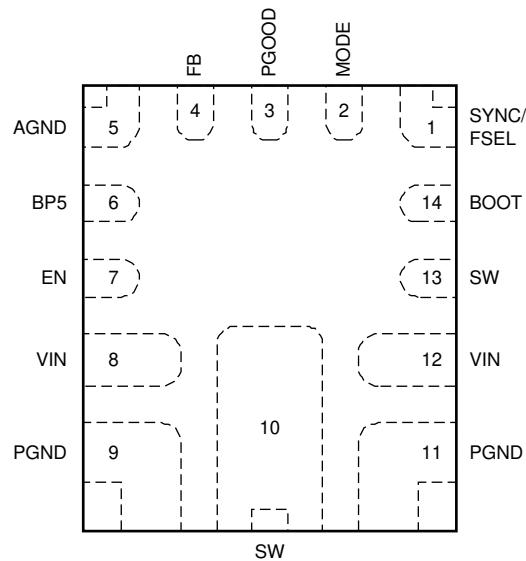 FB
PGOOD
MODE
4
3
2
AGND
5
1
SYNC/
FSEL
BP5
6
14
BOOT
EN
7
13
SW
VIN
8
12
VIN
10
PGND
9
11
PGND
SW